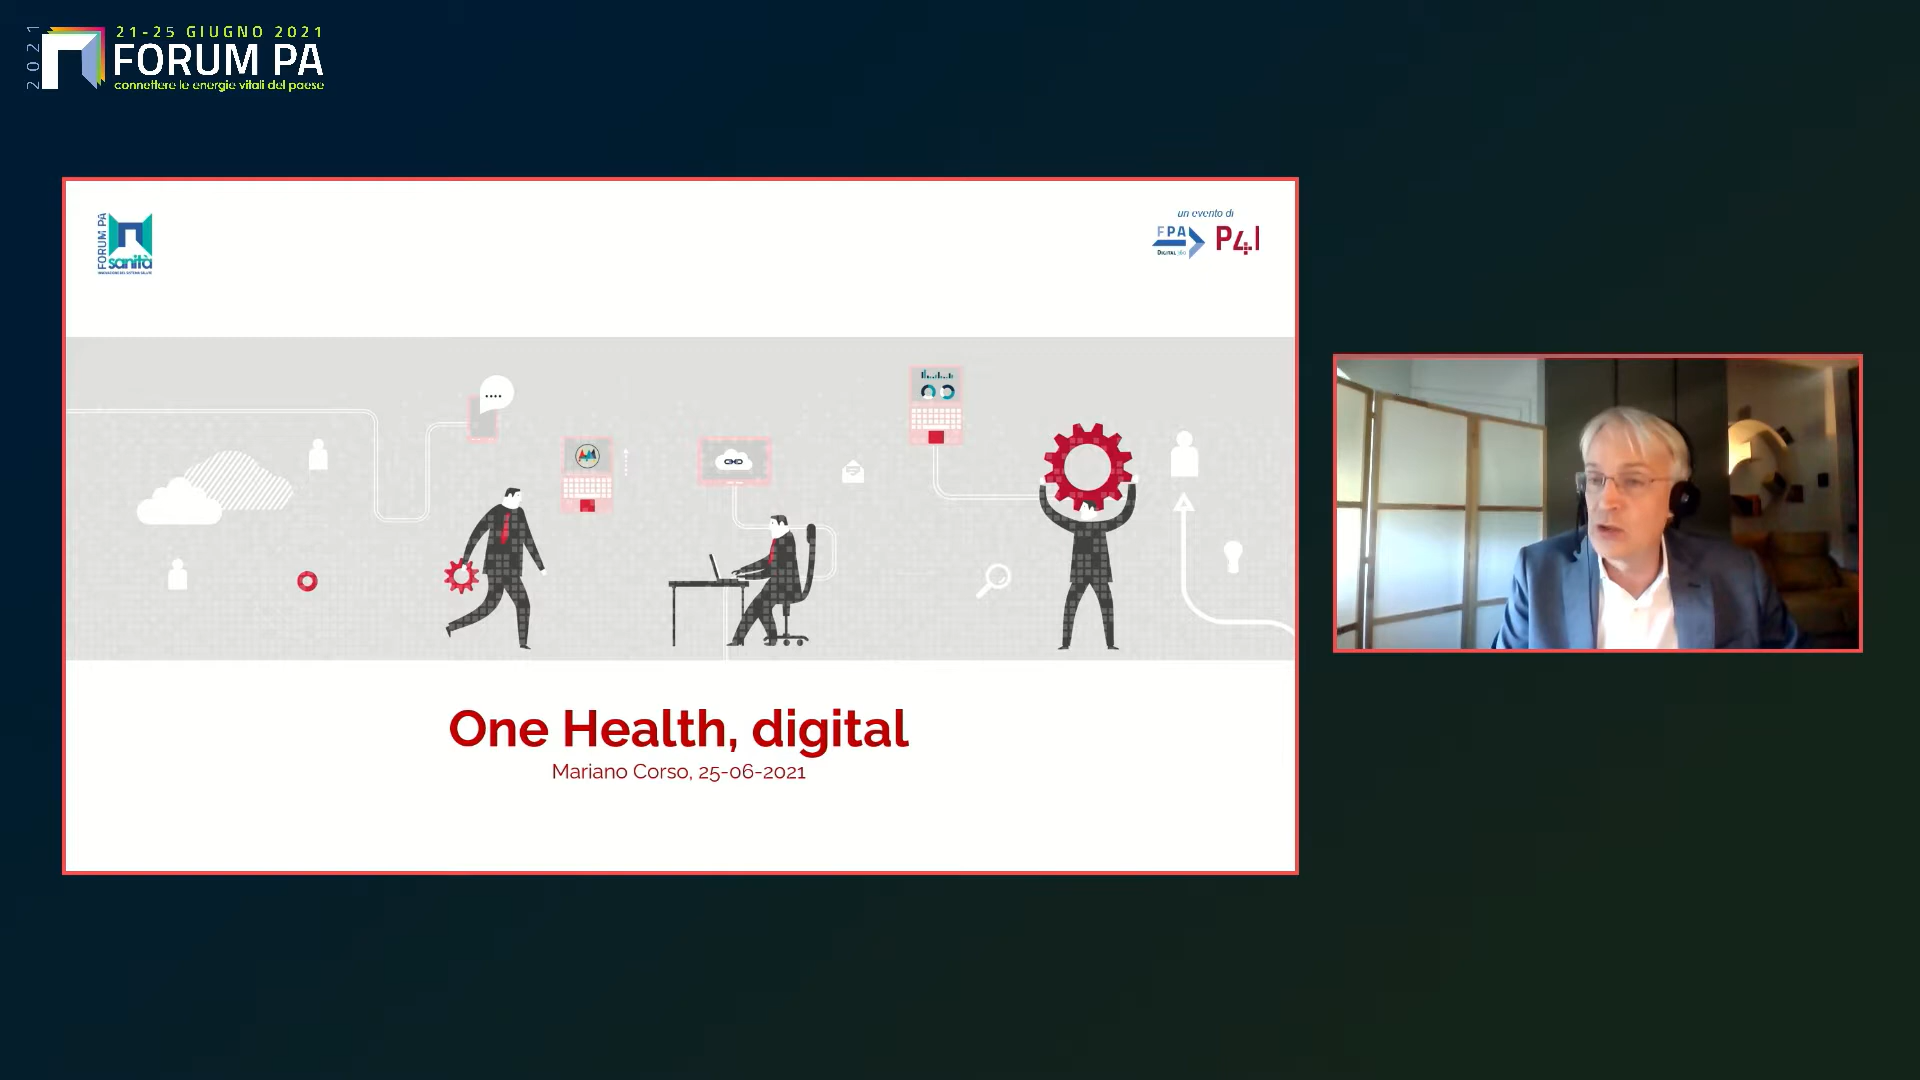 2021
21-25 GIUGNO 2021
FORUM PA
connettere le energie vitali del paese
FORUM PA
sanità
un evento di
FPA
DIGITAL360
P4I
One Health, digital
Mariano Corso, 25-06-2021